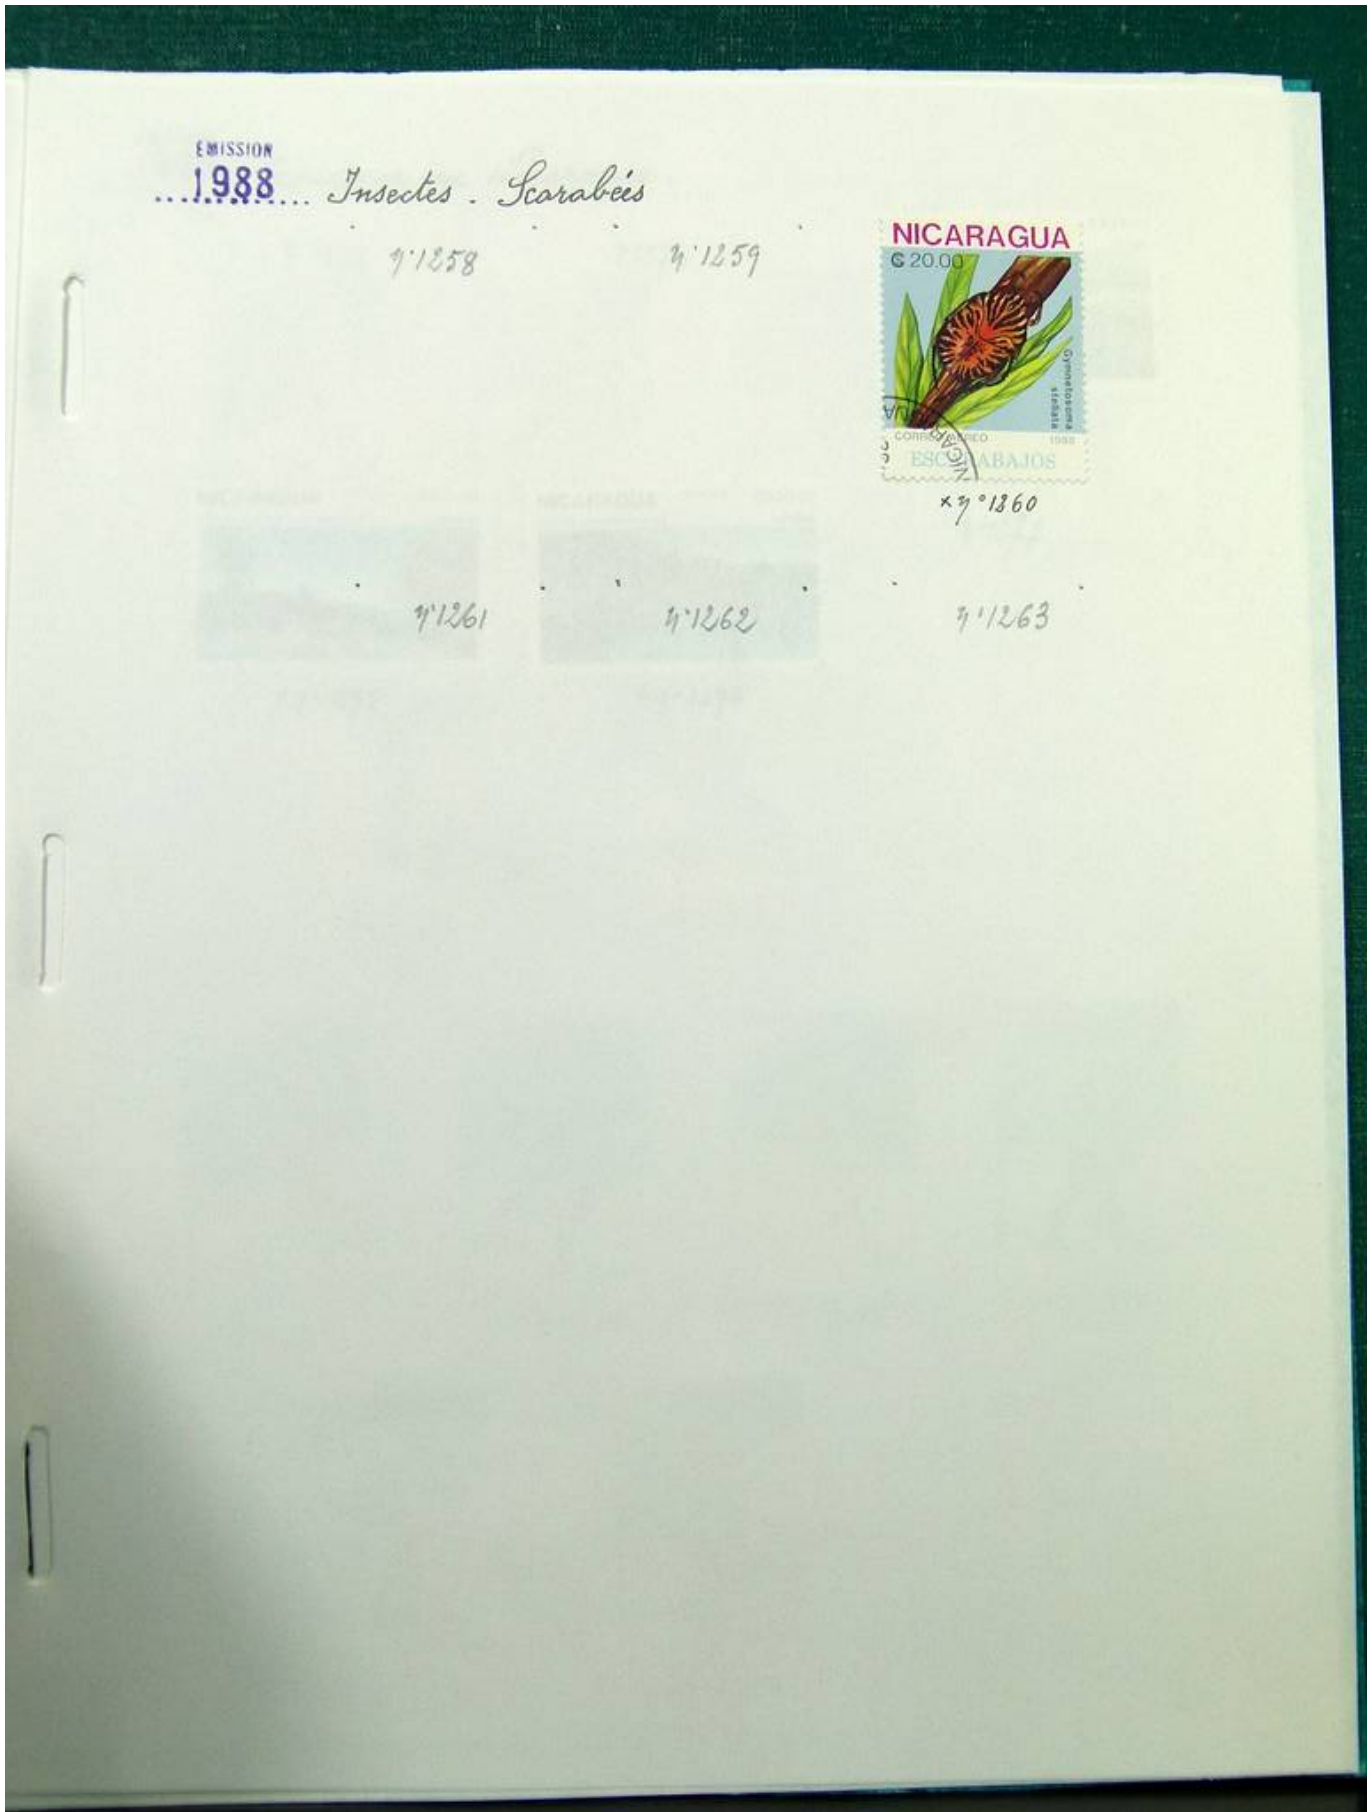 EMISSION
1988 Insectes. Scarabées
n°1258
n°1259
NICARAGUA
C 20.00
Gymnetosoma
stellata
CORREO AEREO 1988
ESCARABAJOS
NICARA
x n°1260
n°1261
n°1262
n°1263